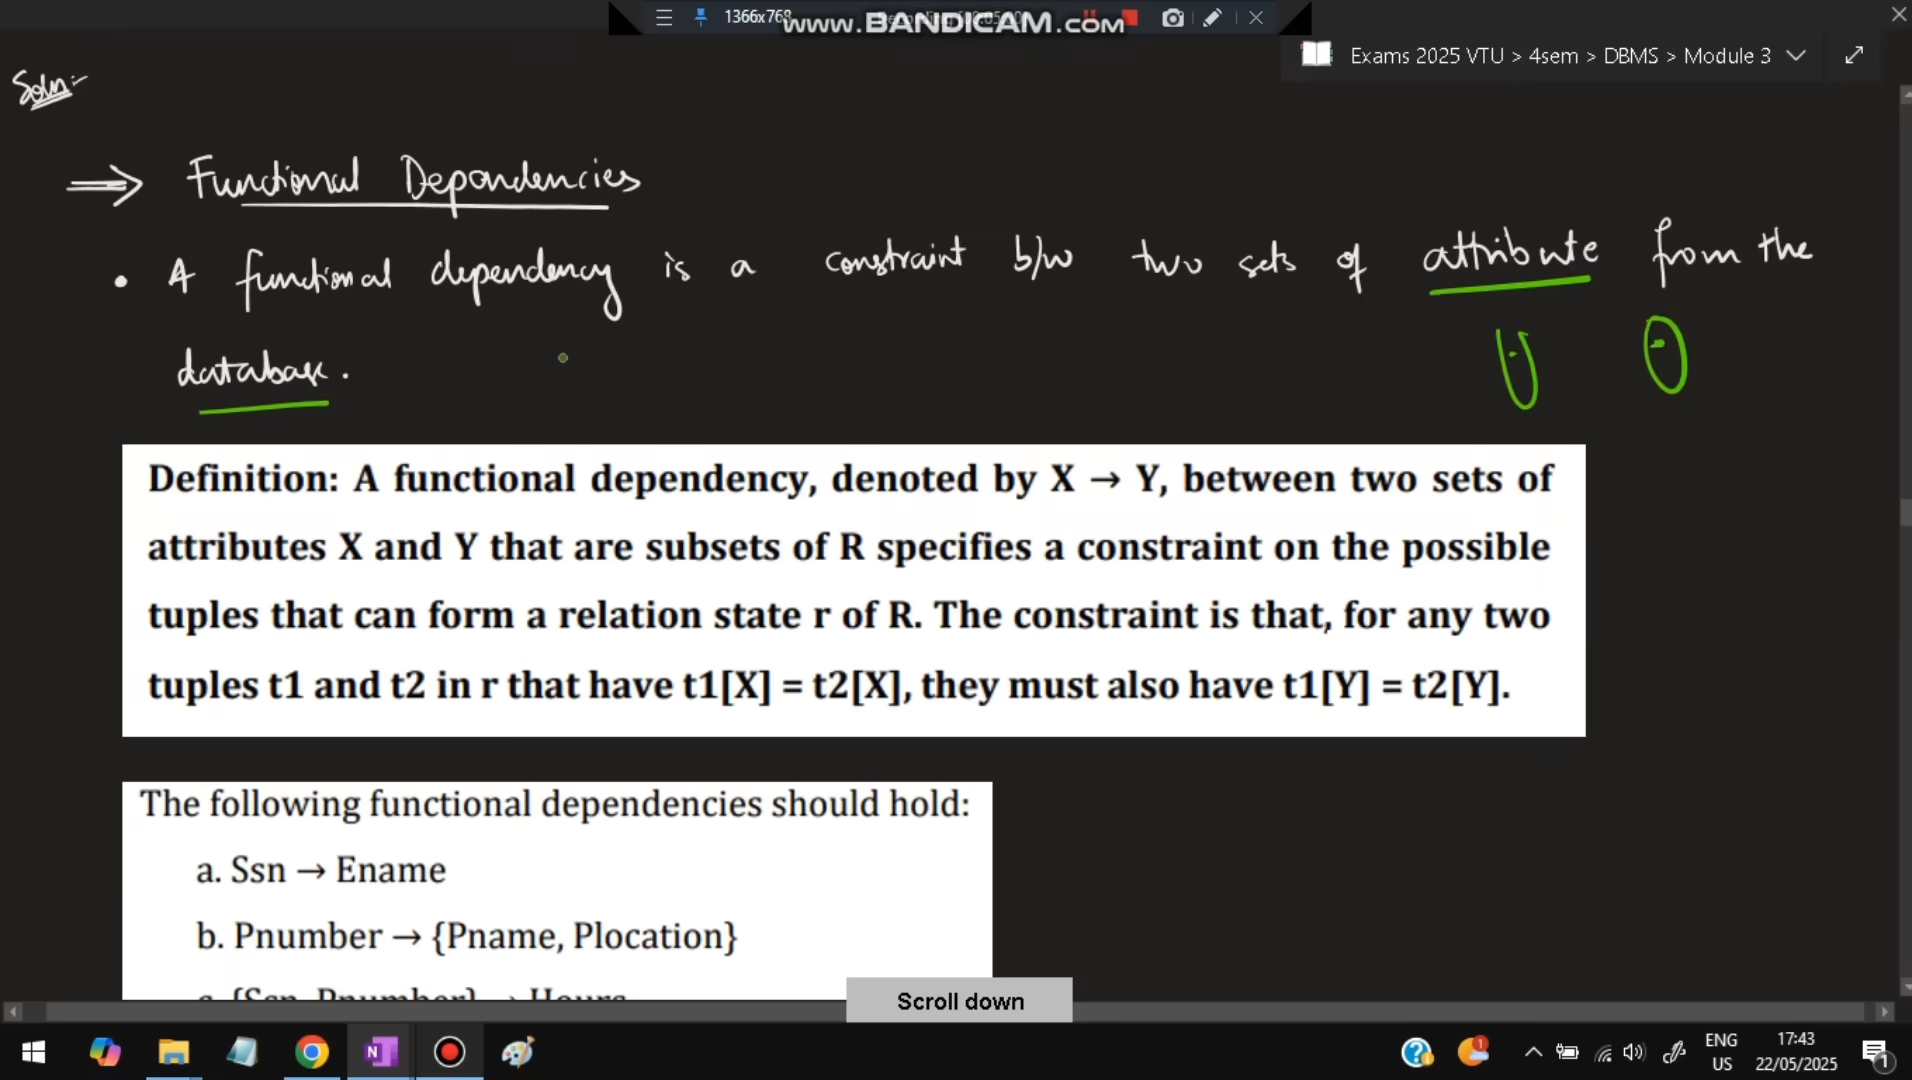 1366x768
www.BANDICAM.com
Exams 2025 VTU > 4sem > DBMS > Module 3
Soln:-
⇒ Functional Dependencies
• A functional dependency is a constraint b/w two sets of attribute from the
database.
Definition: A functional dependency, denoted by X → Y, between two sets of
attributes X and Y that are subsets of R specifies a constraint on the possible
tuples that can form a relation state r of R. The constraint is that, for any two
tuples t1 and t2 in r that have t1[X] = t2[X], they must also have t1[Y] = t2[Y].
The following functional dependencies should hold:
a. Ssn → Ename
b. Pnumber → {Pname, Plocation}
c. {Ssn, Pnumber} → Hours
Scroll down
ENG
US
17:43
22/05/2025